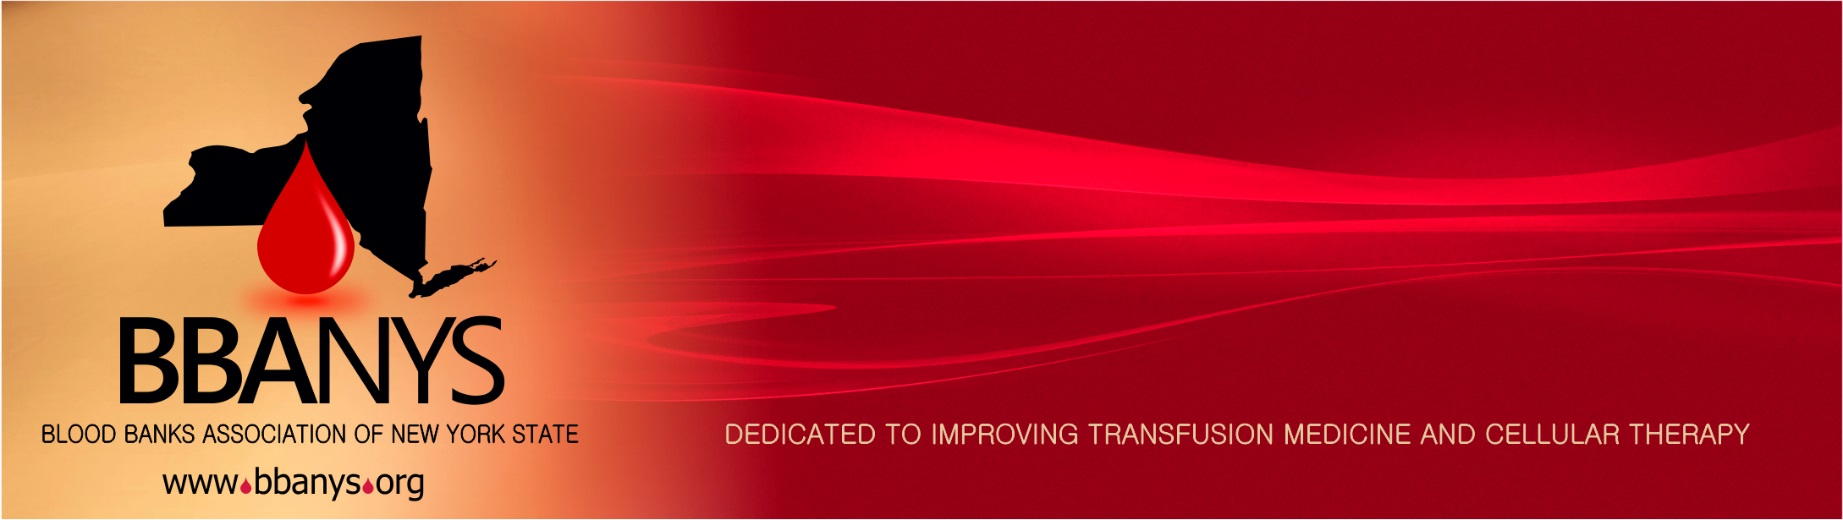 BBANYS
BLOOD BANKS ASSOCIATION OF NEW YORK STATE
www.bbanys.org
DEDICATED TO IMPROVING TRANSFUSION MEDICINE AND CELLULAR THERAPY